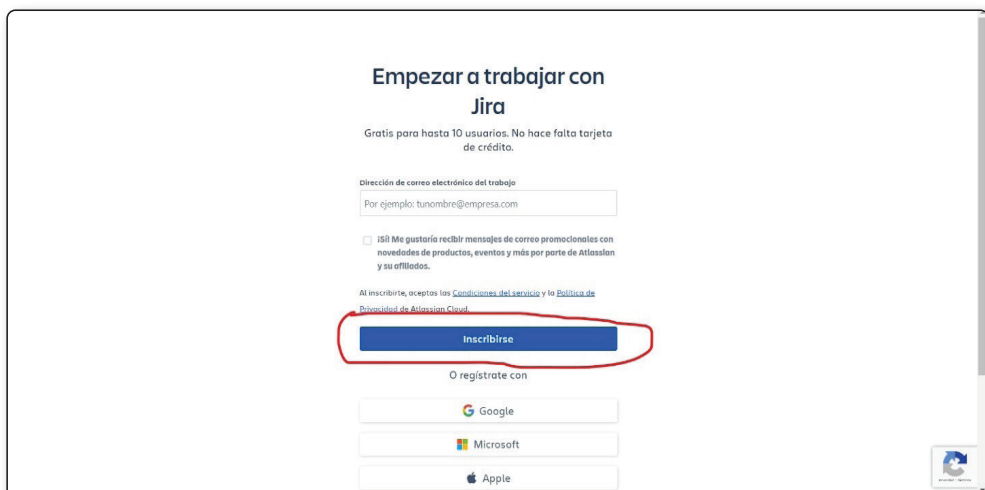 Empezar a trabajar con
Jira
Gratis para hasta 10 usuarios. No hace falta tarjeta
de crédito.
Dirección de correo electrónico del trabajo
Por ejemplo: tunombre@empresa.com
¡Sí! Me gustaría recibir mensajes de correo promocionales con
novedades de productos, eventos y más por parte de Atlassian
y su afiliados.
Al inscribirte, aceptas las Condiciones del servicio y la Política de
Privacidad de Atlassian Cloud.
Inscribirse
O regístrate con
Google
Microsoft
Apple